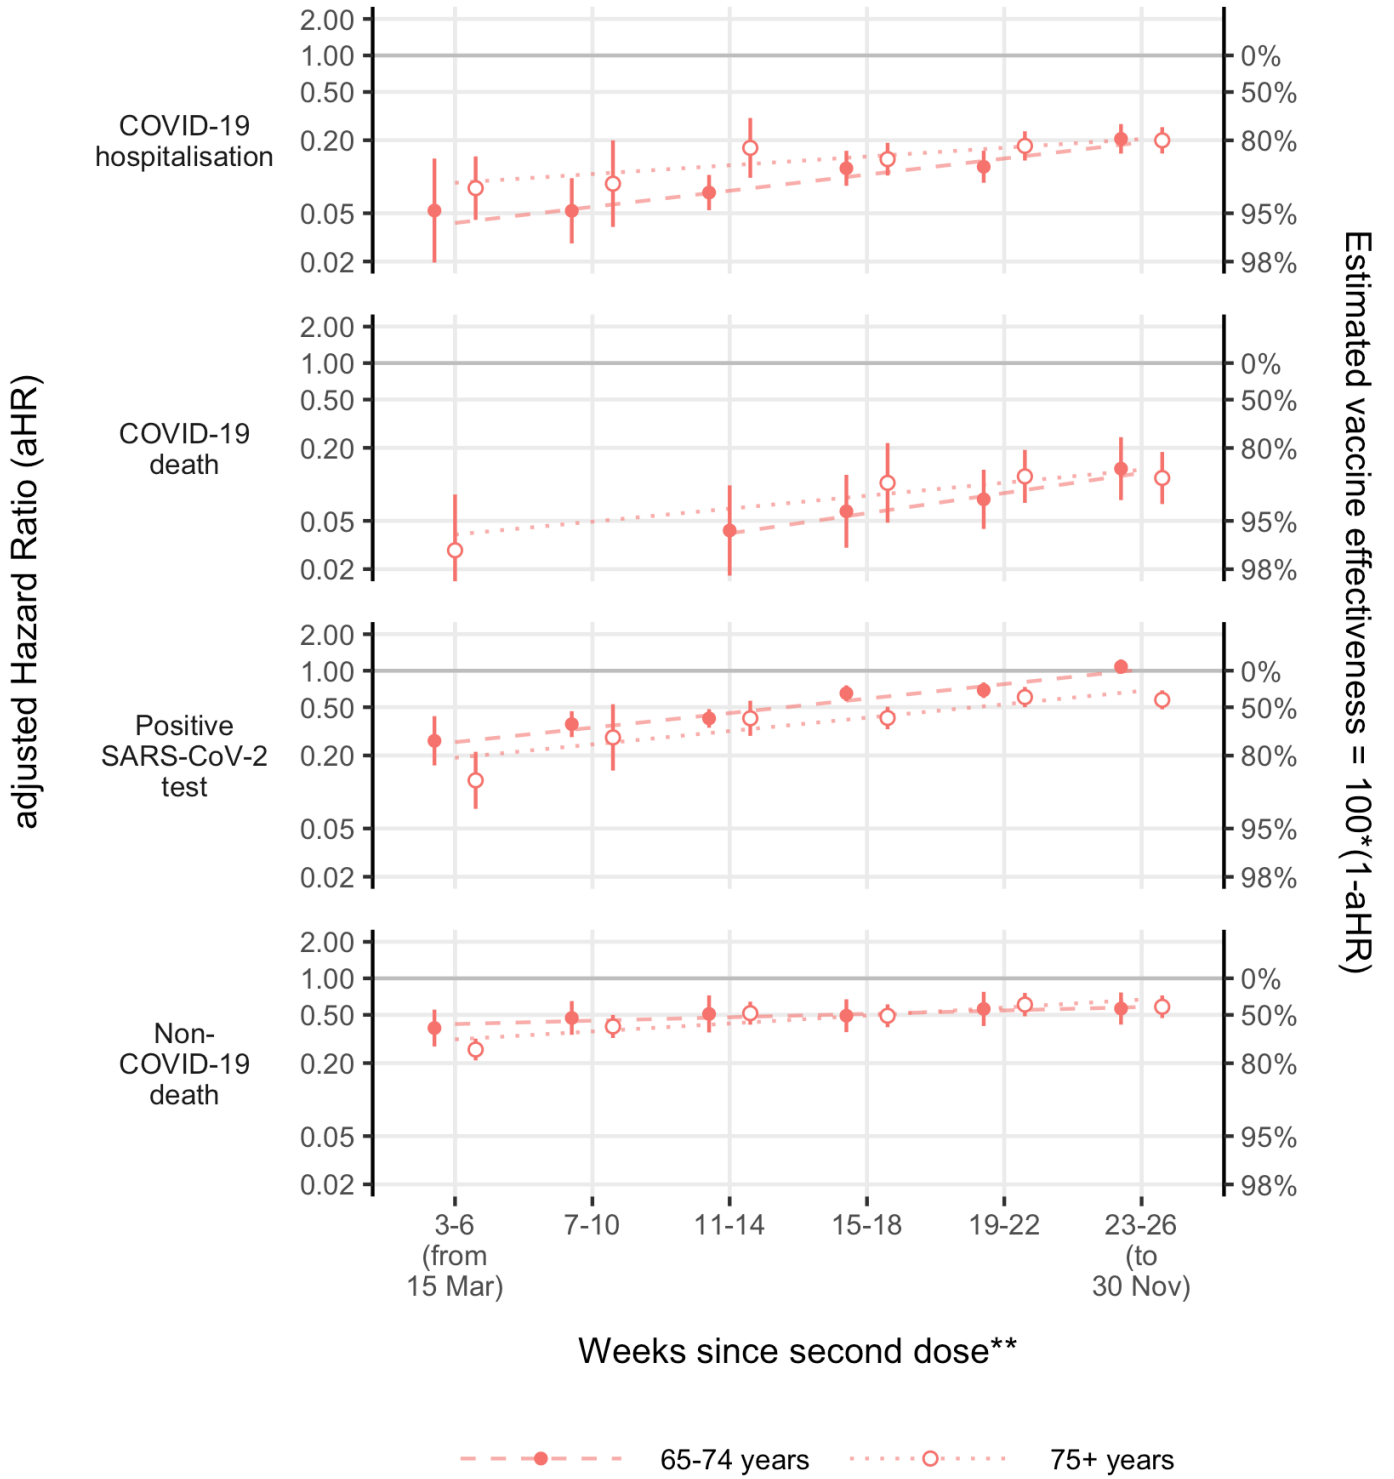 adjusted Hazard Ratio (aHR)
COVID-19
hospitalisation
2.00
1.00
0.50
0.20
0.05
0.02
0%
50%
80%
95%
98%
COVID-19
death
2.00
1.00
0.50
0.20
0.05
0.02
0%
50%
80%
95%
98%
Positive
SARS-CoV-2
test
2.00
1.00
0.50
0.20
0.05
0.02
0%
50%
80%
95%
98%
Non-
COVID-19
death
2.00
1.00
0.50
0.20
0.05
0.02
0%
50%
80%
95%
98%
Estimated vaccine effectiveness = 100*(1-aHR)
3-6
(from
15 Mar)
7-10
11-14
15-18
19-22
23-26
(to
30 Nov)
Weeks since second dose**
65-74 years
75+ years